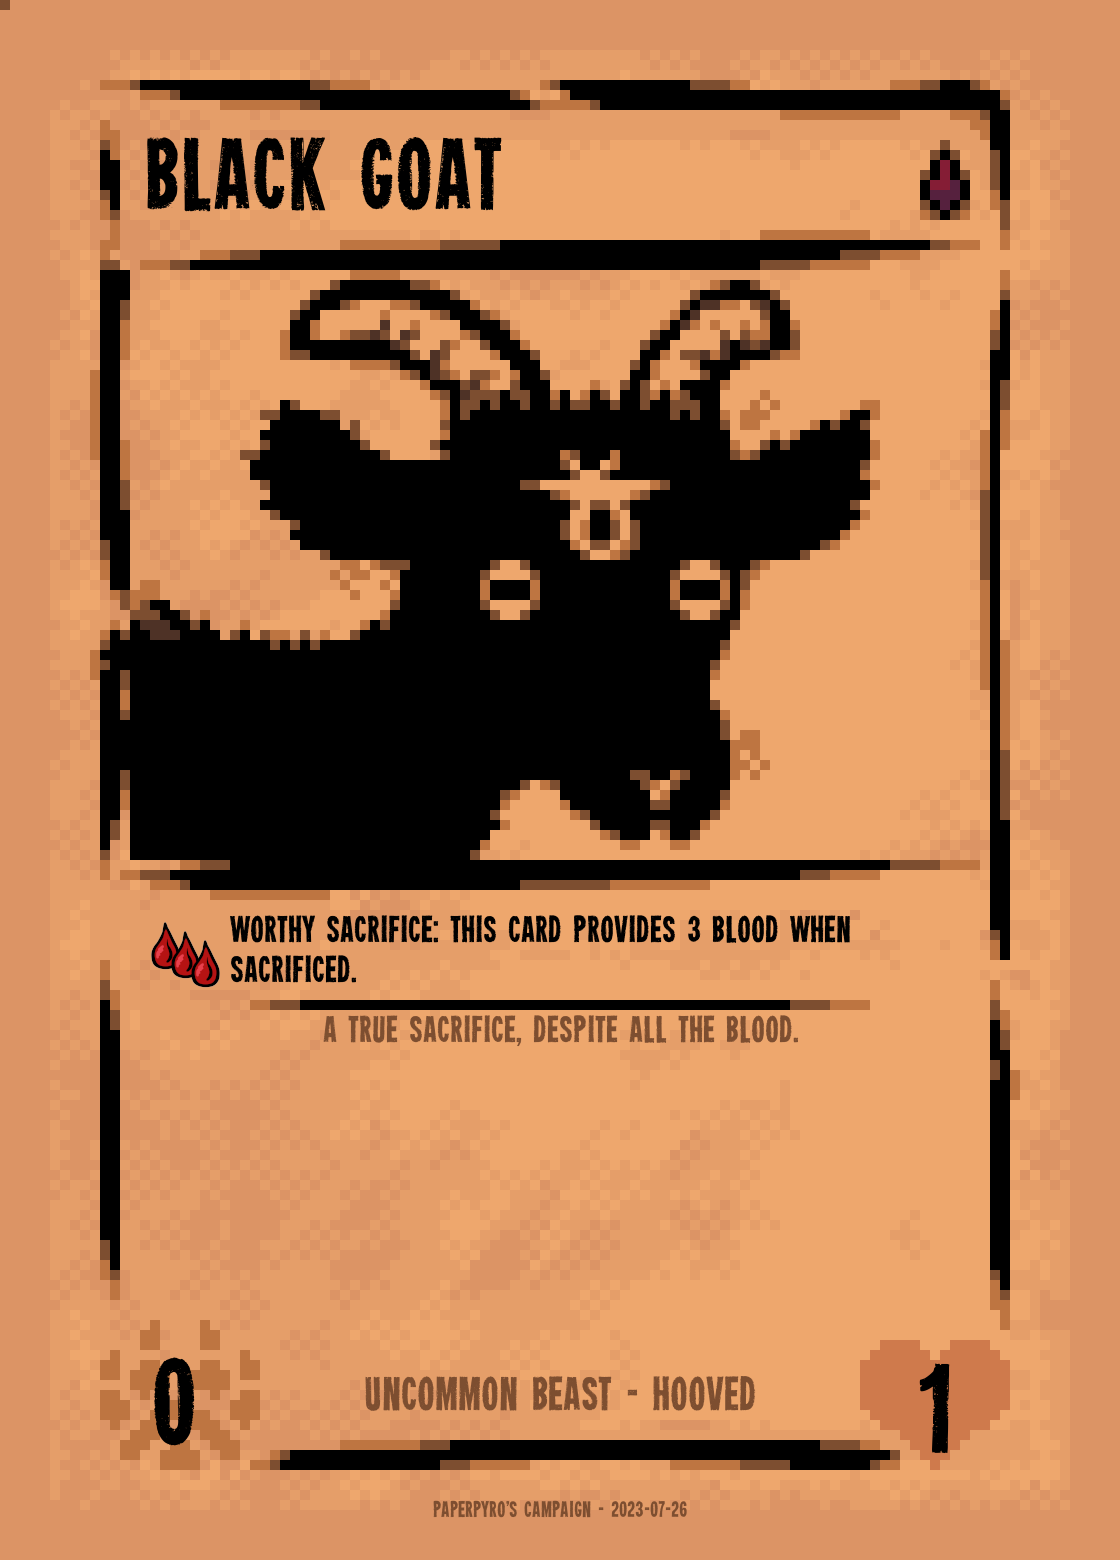 BLACK GOAT
WORTHY SACRIFICE: THIS CARD PROVIDES 3 BLOOD WHEN
SACRIFICED.
A TRUE SACRIFICE, DESPITE ALL THE BLOOD.
0
UNCOMMON BEAST - HOOVED
1
PAPERPYRO'S CAMPAIGN - 2023-07-26